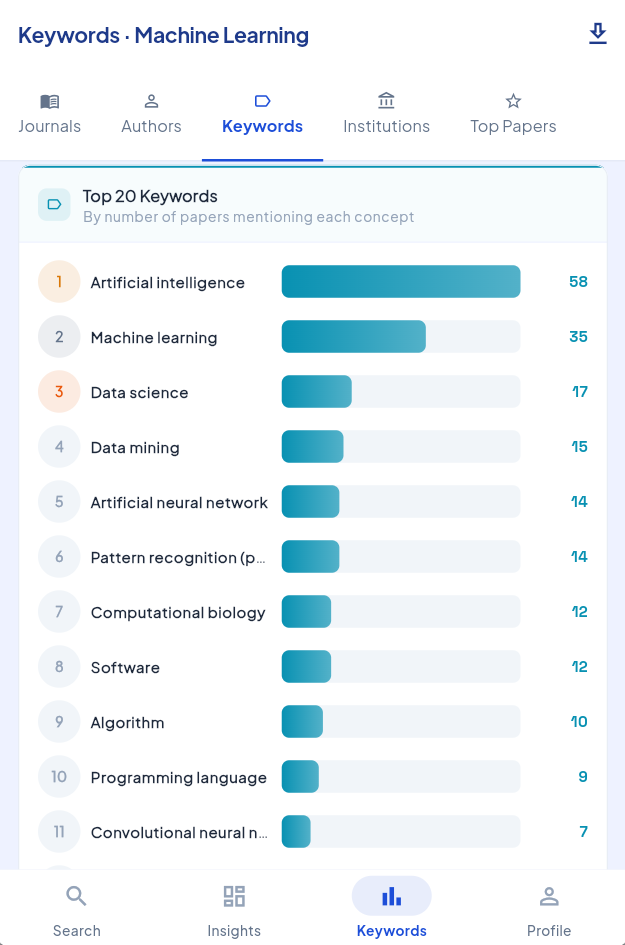 Keywords · Machine Learning
Journals
Authors
Keywords
Institutions
Top Papers
Top 20 Keywords
By number of papers mentioning each concept
1 Artificial intelligence 58
2 Machine learning 35
3 Data science 17
4 Data mining 15
5 Artificial neural network 14
6 Pattern recognition (p... 14
7 Computational biology 12
8 Software 12
9 Algorithm 10
10 Programming language 9
11 Convolutional neural n... 7
Search
Insights
Keywords
Profile